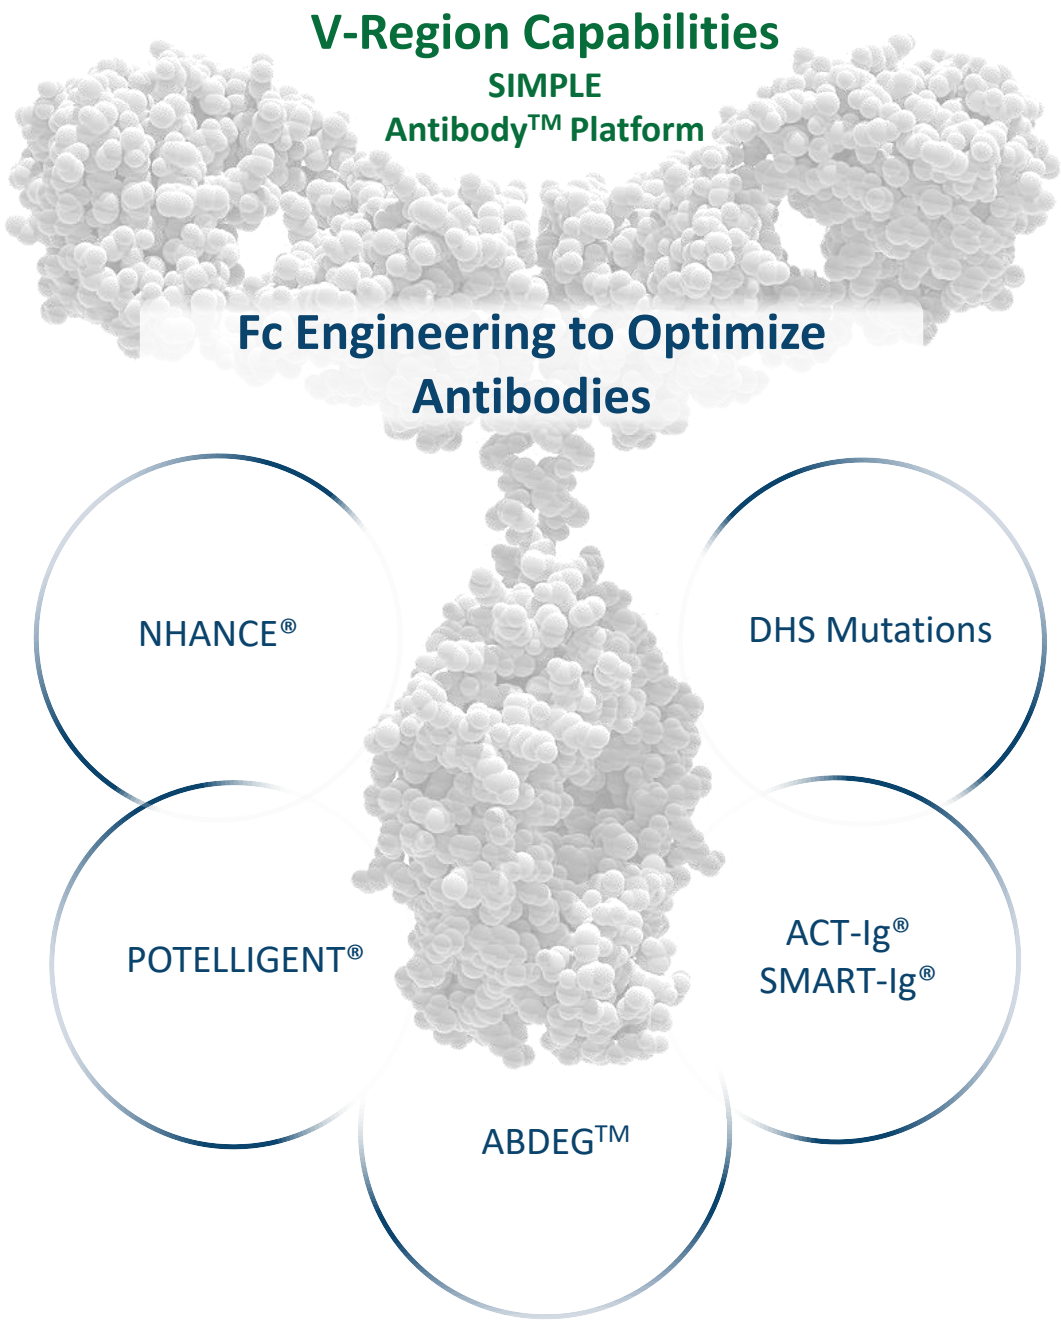 V-Region Capabilities
SIMPLE
Antibody™ Platform
Fc Engineering to Optimize
Antibodies
NHANCE®
DHS Mutations
POTELLIGENT®
ACT-Ig®
SMART-Ig®
ABDEG™